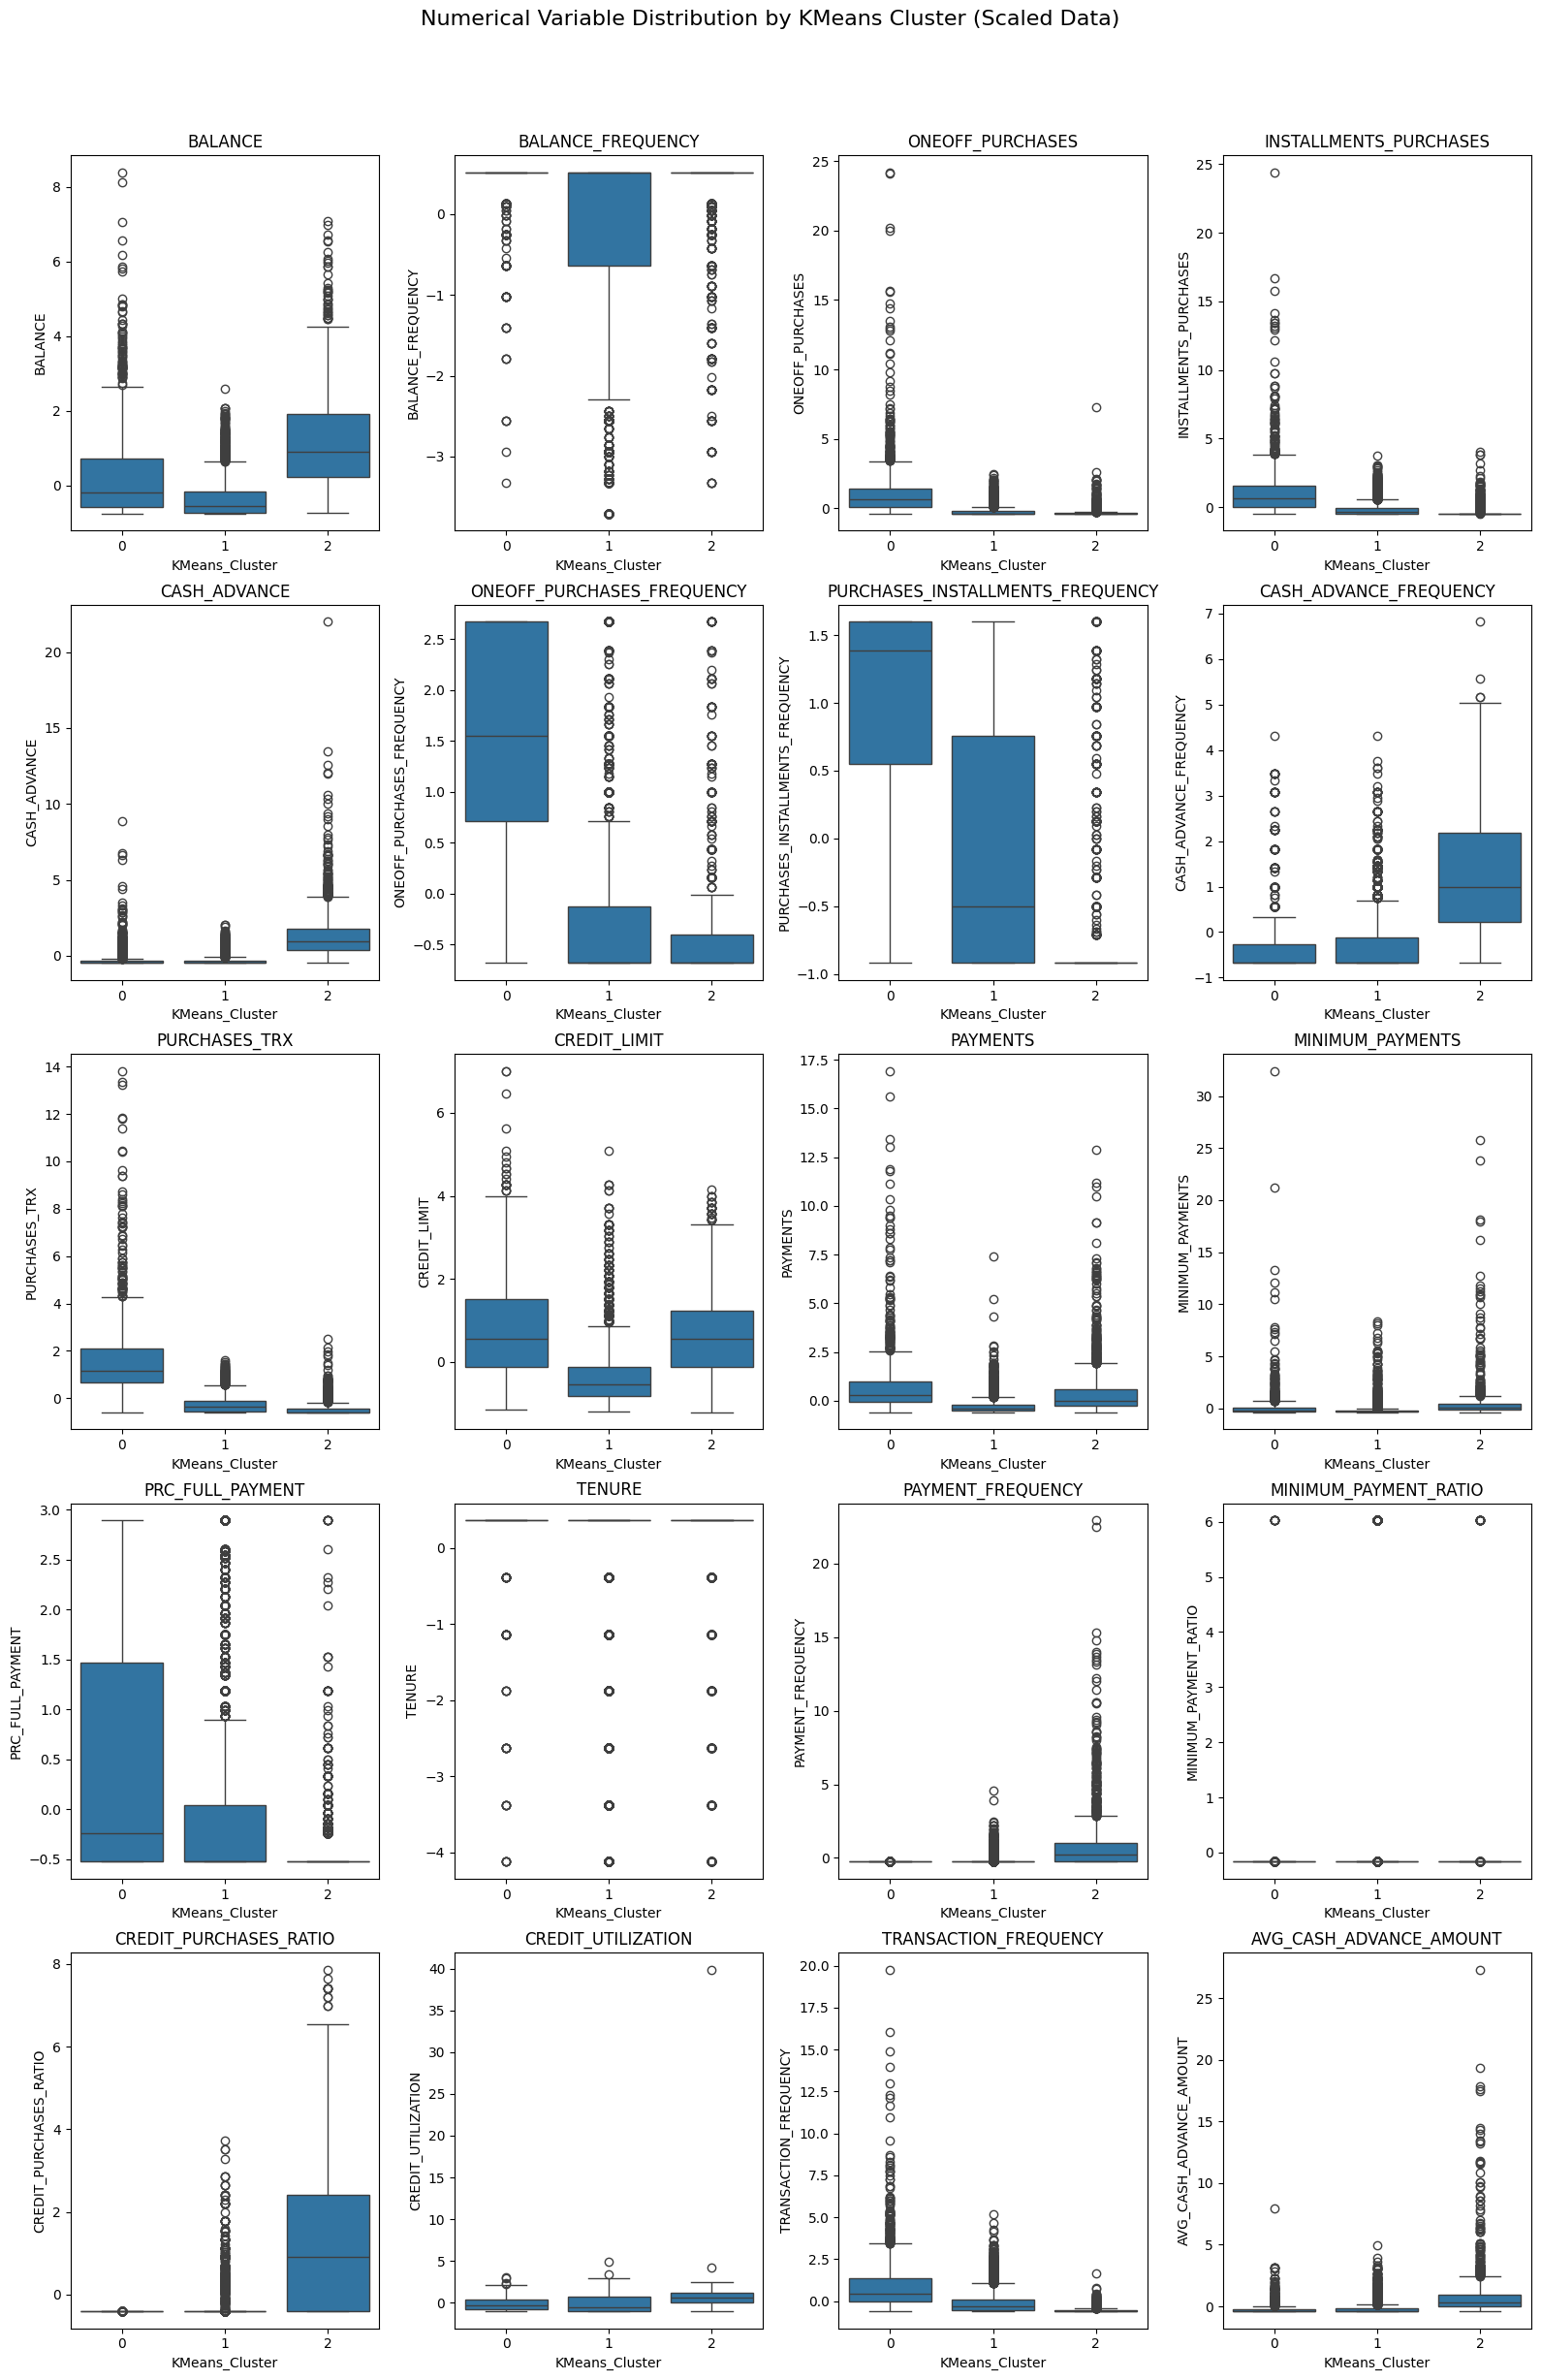 Numerical Variable Distribution by KMeans Cluster (Scaled Data)
BALANCE
BALANCE
8
6
4
2
0
0 1 2
KMeans_Cluster
BALANCE_FREQUENCY
BALANCE_FREQUENCY
0
−1
−2
−3
0 1 2
KMeans_Cluster
ONEOFF_PURCHASES
ONEOFF_PURCHASES
25
20
15
10
5
0
0 1 2
KMeans_Cluster
INSTALLMENTS_PURCHASES
INSTALLMENTS_PURCHASES
25
20
15
10
5
0
0 1 2
KMeans_Cluster
CASH_ADVANCE
CASH_ADVANCE
20
15
10
5
0
0 1 2
KMeans_Cluster
ONEOFF_PURCHASES_FREQUENCY
ONEOFF_PURCHASES_FREQUENCY
2.5
2.0
1.5
1.0
0.5
0.0
−0.5
0 1 2
KMeans_Cluster
PURCHASES_INSTALLMENTS_FREQUENCY
PURCHASES_INSTALLMENTS_FREQUENCY
1.5
1.0
0.5
0.0
−0.5
−1.0
0 1 2
KMeans_Cluster
CASH_ADVANCE_FREQUENCY
CASH_ADVANCE_FREQUENCY
7
6
5
4
3
2
1
0
−1
0 1 2
KMeans_Cluster
PURCHASES_TRX
PURCHASES_TRX
14
12
10
8
6
4
2
0
0 1 2
KMeans_Cluster
CREDIT_LIMIT
CREDIT_LIMIT
6
4
2
0
0 1 2
KMeans_Cluster
PAYMENTS
PAYMENTS
17.5
15.0
12.5
10.0
7.5
5.0
2.5
0.0
0 1 2
KMeans_Cluster
MINIMUM_PAYMENTS
MINIMUM_PAYMENTS
30
25
20
15
10
5
0
0 1 2
KMeans_Cluster
PRC_FULL_PAYMENT
PRC_FULL_PAYMENT
3.0
2.5
2.0
1.5
1.0
0.5
0.0
−0.5
0 1 2
KMeans_Cluster
TENURE
TENURE
0
−1
−2
−3
−4
0 1 2
KMeans_Cluster
PAYMENT_FREQUENCY
PAYMENT_FREQUENCY
20
15
10
5
0
0 1 2
KMeans_Cluster
MINIMUM_PAYMENT_RATIO
MINIMUM_PAYMENT_RATIO
6
5
4
3
2
1
0
0 1 2
KMeans_Cluster
CREDIT_PURCHASES_RATIO
CREDIT_PURCHASES_RATIO
8
6
4
2
0
0 1 2
KMeans_Cluster
CREDIT_UTILIZATION
CREDIT_UTILIZATION
40
35
30
25
20
15
10
5
0
0 1 2
KMeans_Cluster
TRANSACTION_FREQUENCY
TRANSACTION_FREQUENCY
20.0
17.5
15.0
12.5
10.0
7.5
5.0
2.5
0.0
0 1 2
KMeans_Cluster
AVG_CASH_ADVANCE_AMOUNT
AVG_CASH_ADVANCE_AMOUNT
25
20
15
10
5
0
0 1 2
KMeans_Cluster